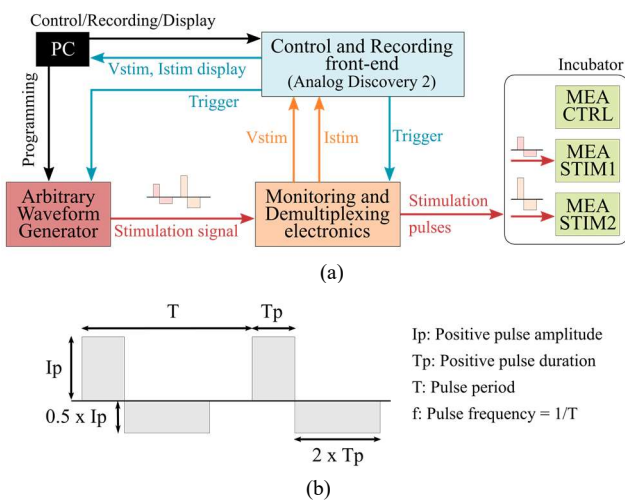 Control/Recording/Display
PC
Control and Recording
front-end
(Analog Discovery 2)
Vstim, Istim display
Trigger
Programming
Vstim
Istim
Trigger
Incubator
MEA
CTRL
MEA
STIM1
MEA
STIM2
Arbitrary
Waveform
Generator
Stimulation signal
Monitoring and
Demultiplexing
electronics
Stimulation
pulses
(a)
T
Tp
Ip
0.5 x Ip
2 x Tp
Ip: Positive pulse amplitude
Tp: Positive pulse duration
T: Pulse period
f: Pulse frequency = 1/T
(b)